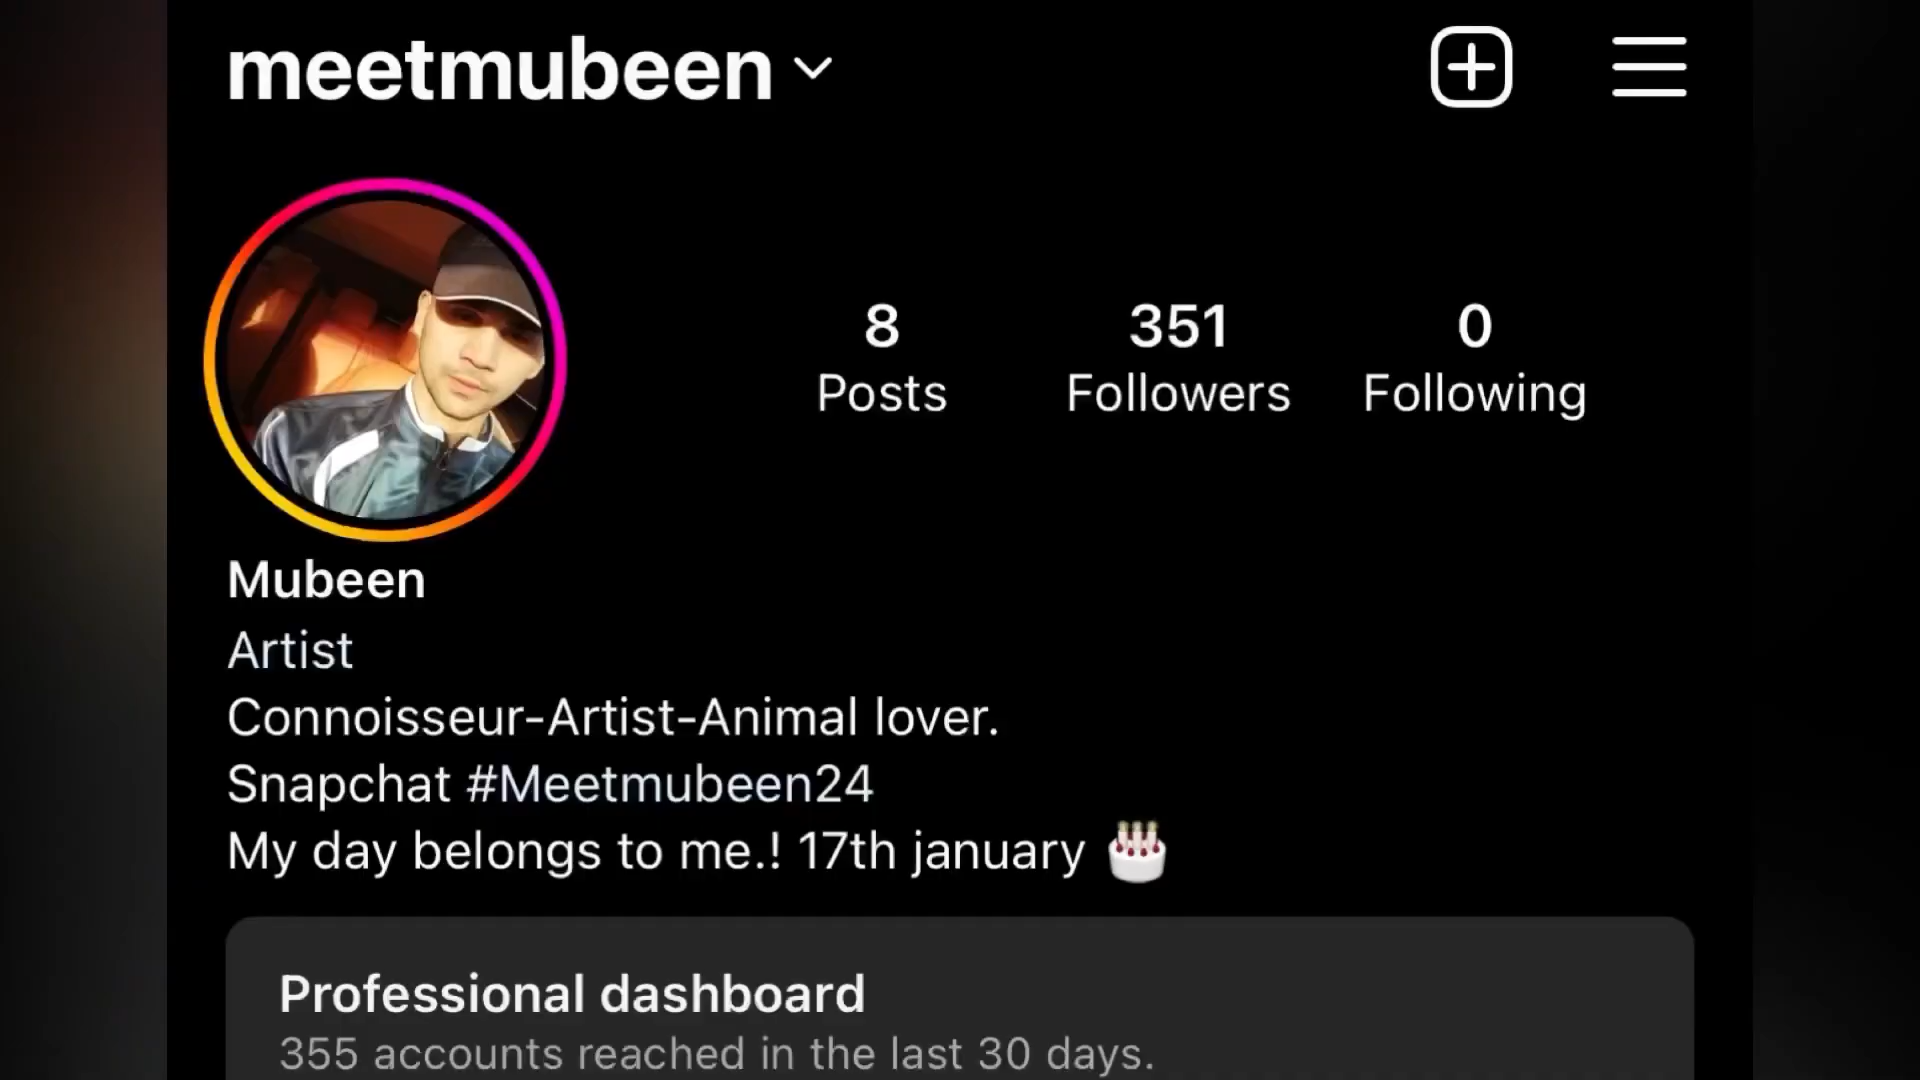 meetmubeen
8 351 0
Posts Followers Following
Mubeen
Artist
Connoisseur-Artist-Animal lover.
Snapchat #Meetmubeen24
My day belongs to me.! 17th january 🎂
Professional dashboard
355 accounts reached in the last 30 days.